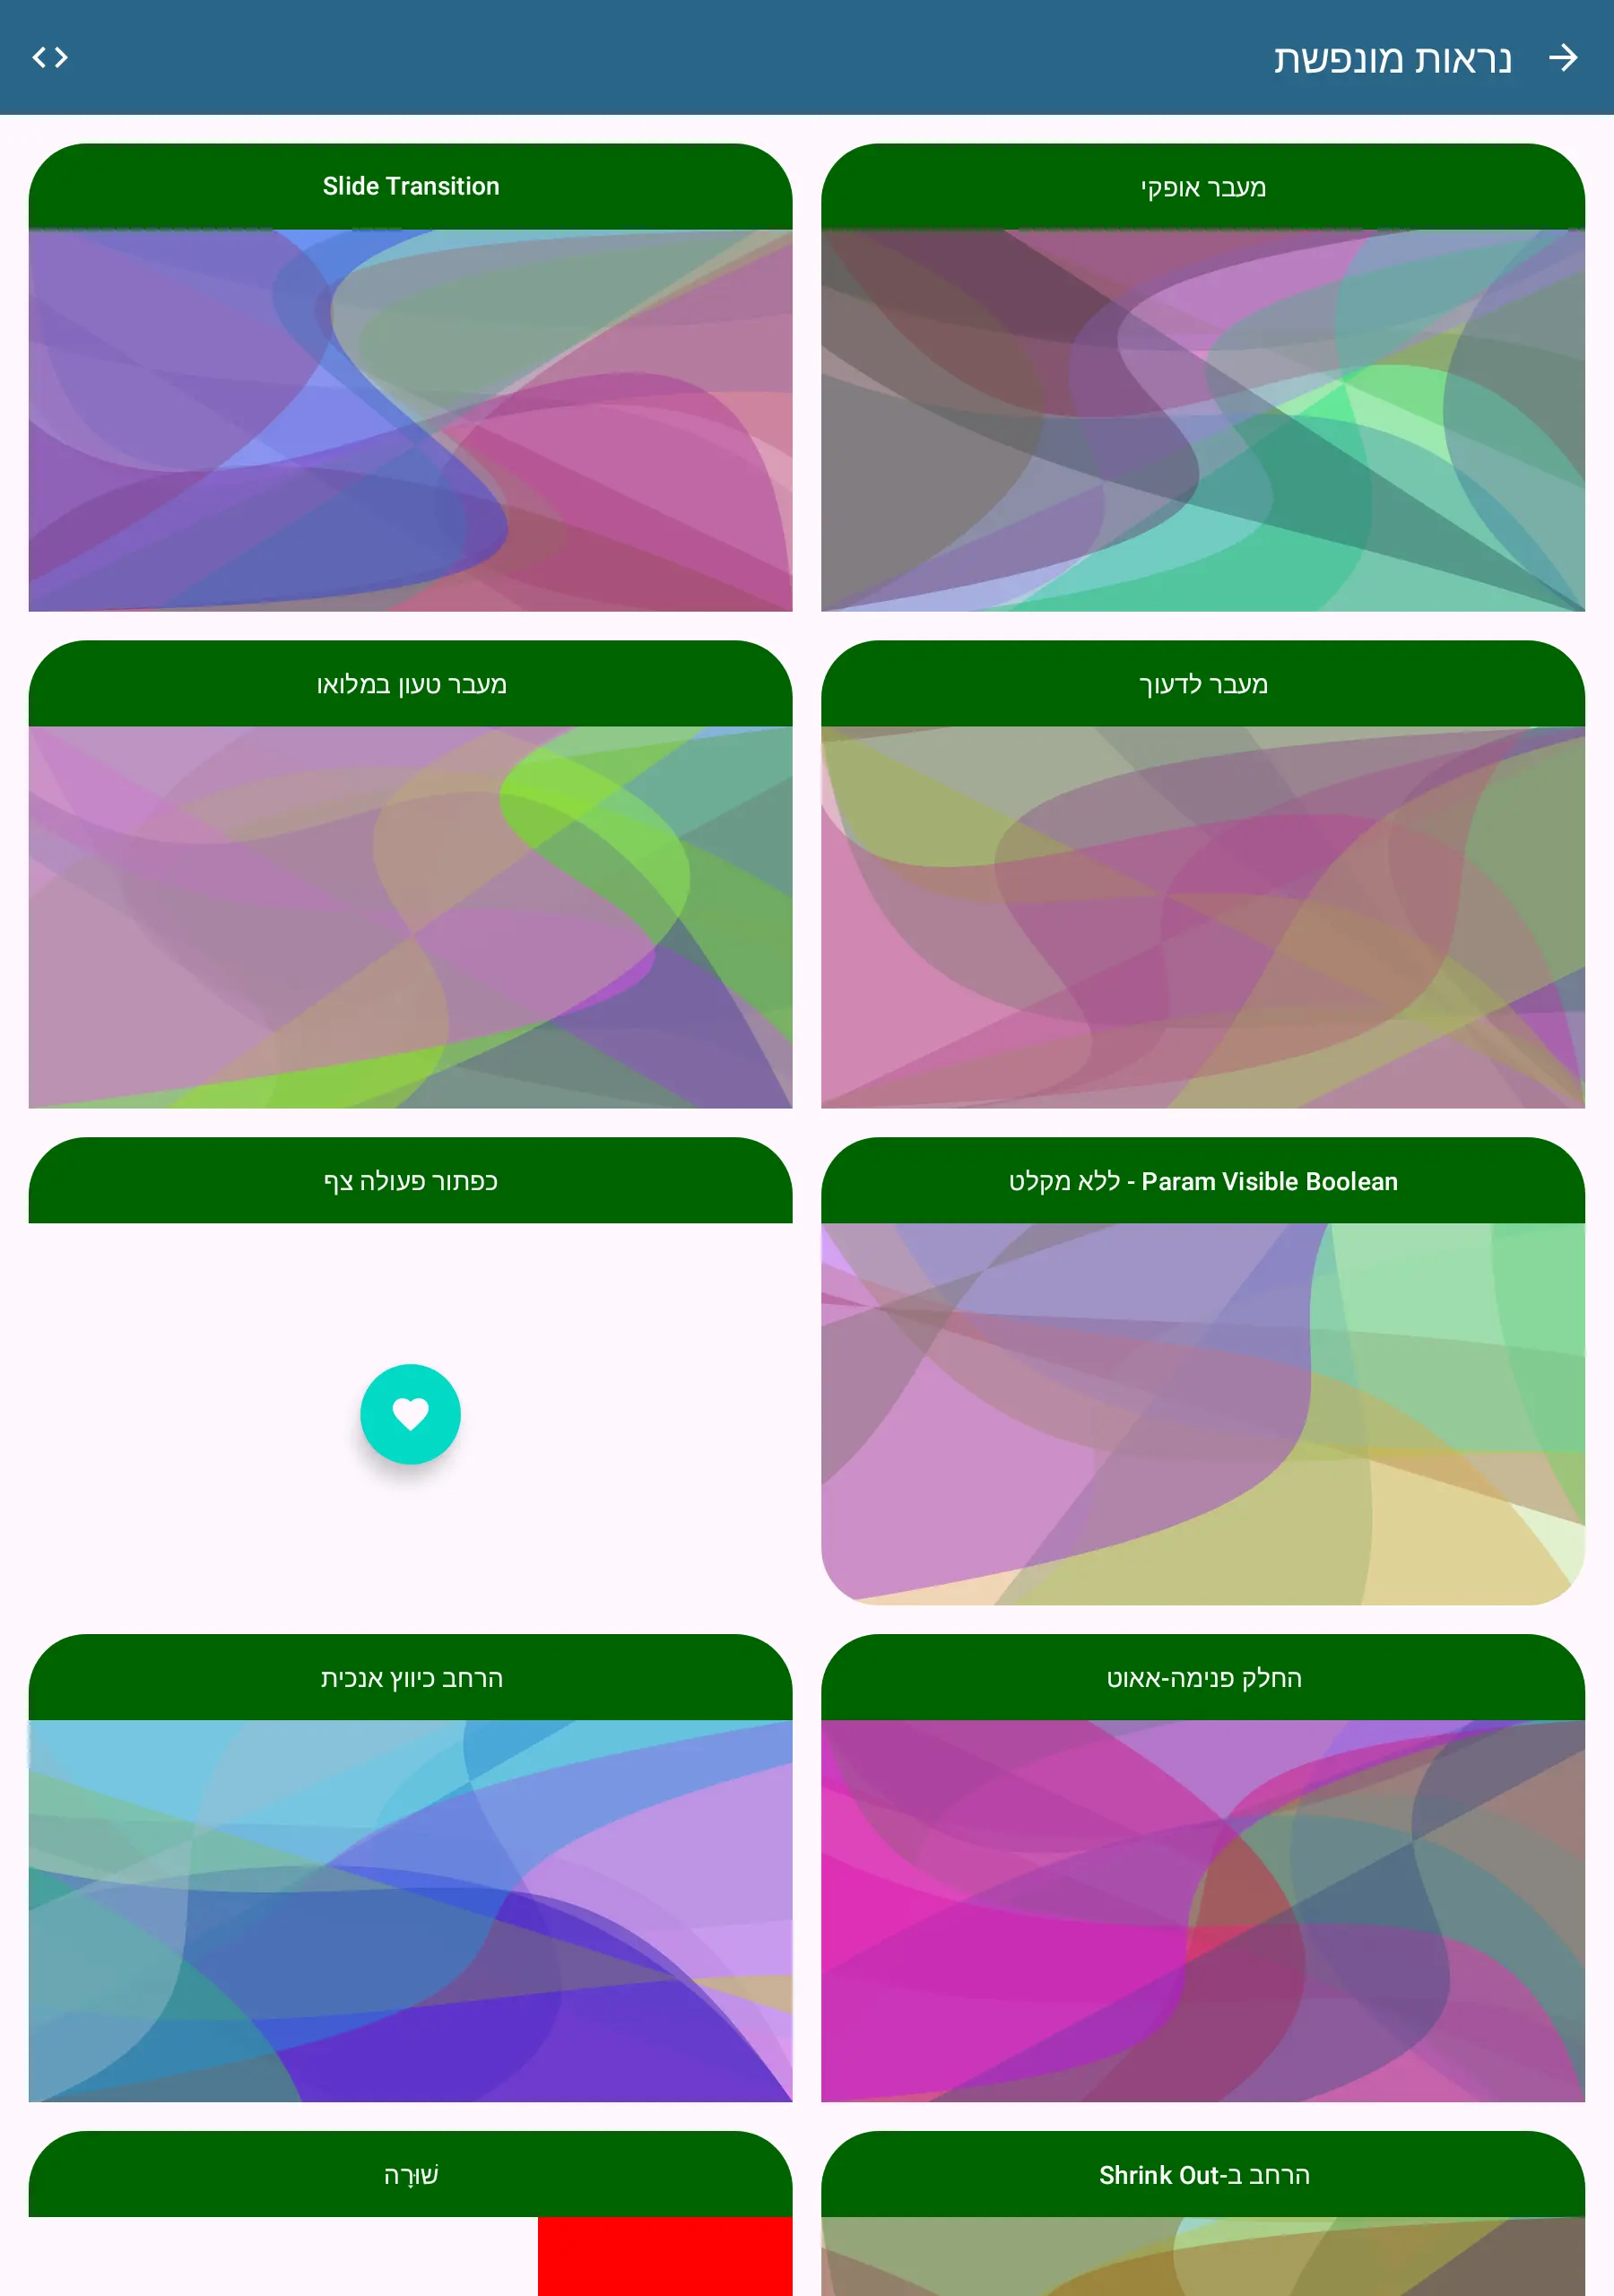 נראות מונפשת
מעבר אופקי
Slide Transition
מעבר לדעוך
מעבר טעון במלואו
ללא מקלט - Param Visible Boolean
כפתור פעולה צף
החלק פנימה-אאוט
הרחב כיווץ אנכית
הרחב ב-Shrink Out
שׁוּרָה